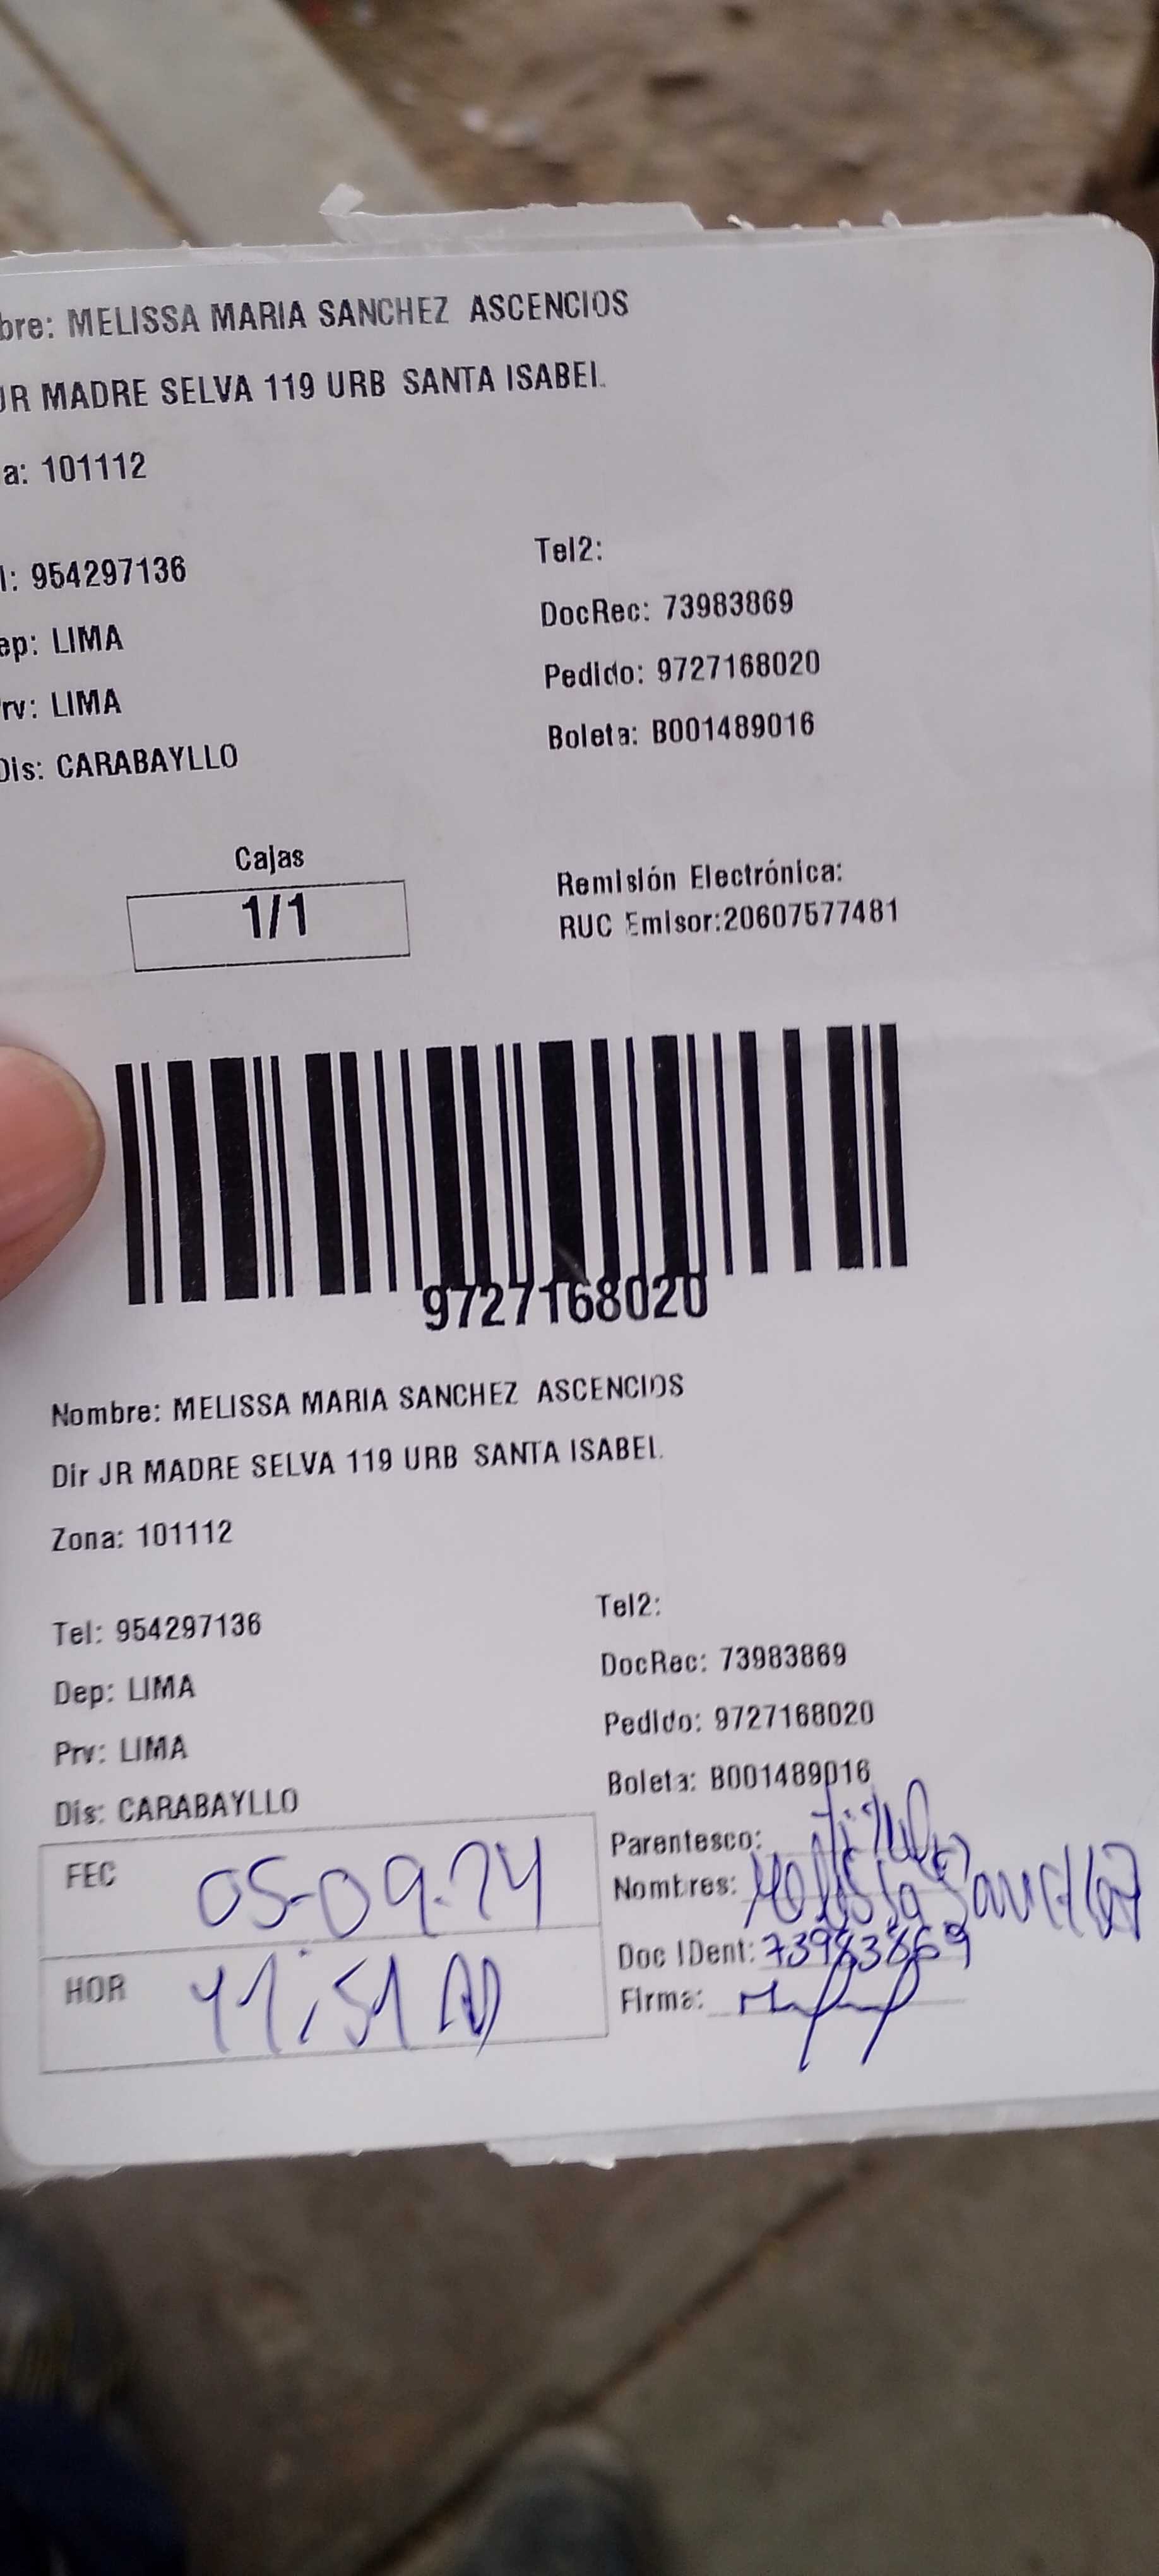 bre: MELISSA MARIA SANCHEZ ASCENCIOS
JR MADRE SELVA 119 URB SANTA ISABEL
a: 101112
l: 954297136
Tel2:
ep: LIMA
DocRec: 73983869
rv: LIMA
Pedido: 9727168020
Dis: CARABAYLLO
Boleta: B001489016
Cajas
1/1
Remisión Electrónica:
RUC Emisor:20607577481
9727168020
Nombre: MELISSA MARIA SANCHEZ ASCENCIOS
Dir JR MADRE SELVA 119 URB SANTA ISABEL
Zona: 101112
Tel: 954297136
Tel2:
Dep: LIMA
DocRec: 73983869
Prv: LIMA
Pedido: 9727168020
Dis: CARABAYLLO
Boleta: B001489016
FEC 05-09-24
Parentesco:
Nombres: Melissa Sanchez
HOR 11:51
Doc IDent: 73983869
Firma: